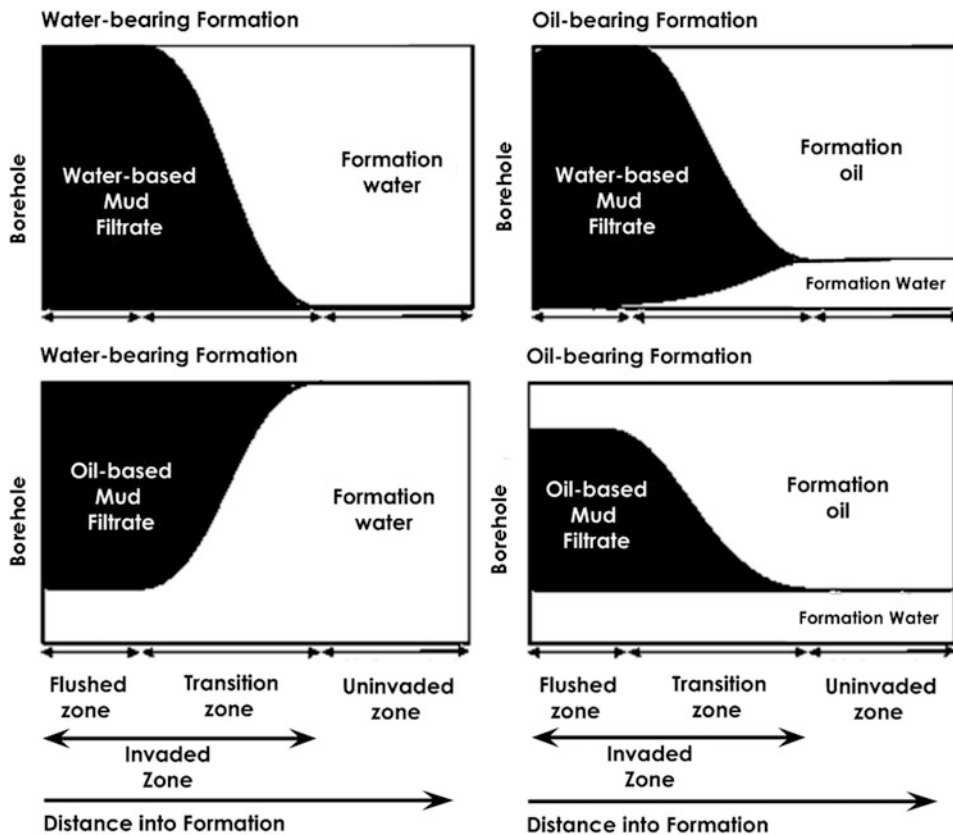 Water-bearing Formation
Borehole
Water-based
Mud
Filtrate
Formation
water
Oil-bearing Formation
Borehole
Water-based
Mud
Filtrate
Formation
oil
Formation Water
Water-bearing Formation
Borehole
Oil-based
Mud
Filtrate
Formation
water
Flushed
zone
Transition
zone
Uninvaded
zone
Invaded
Zone
Distance into Formation
Oil-bearing Formation
Borehole
Oil-based
Mud
Filtrate
Formation
oil
Formation Water
Flushed
zone
Transition
zone
Uninvaded
zone
Invaded
Zone
Distance into Formation